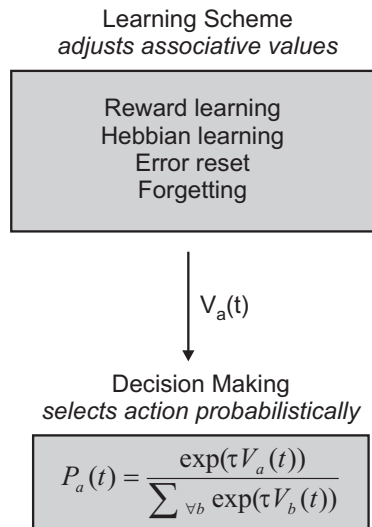 Learning Scheme
adjusts associative values
Reward learning
Hebbian learning
Error reset
Forgetting
V_a(t)
Decision Making
selects action probabilistically
P_a(t) = exp(τV_a(t)) / ∑_∀b exp(τV_b(t))